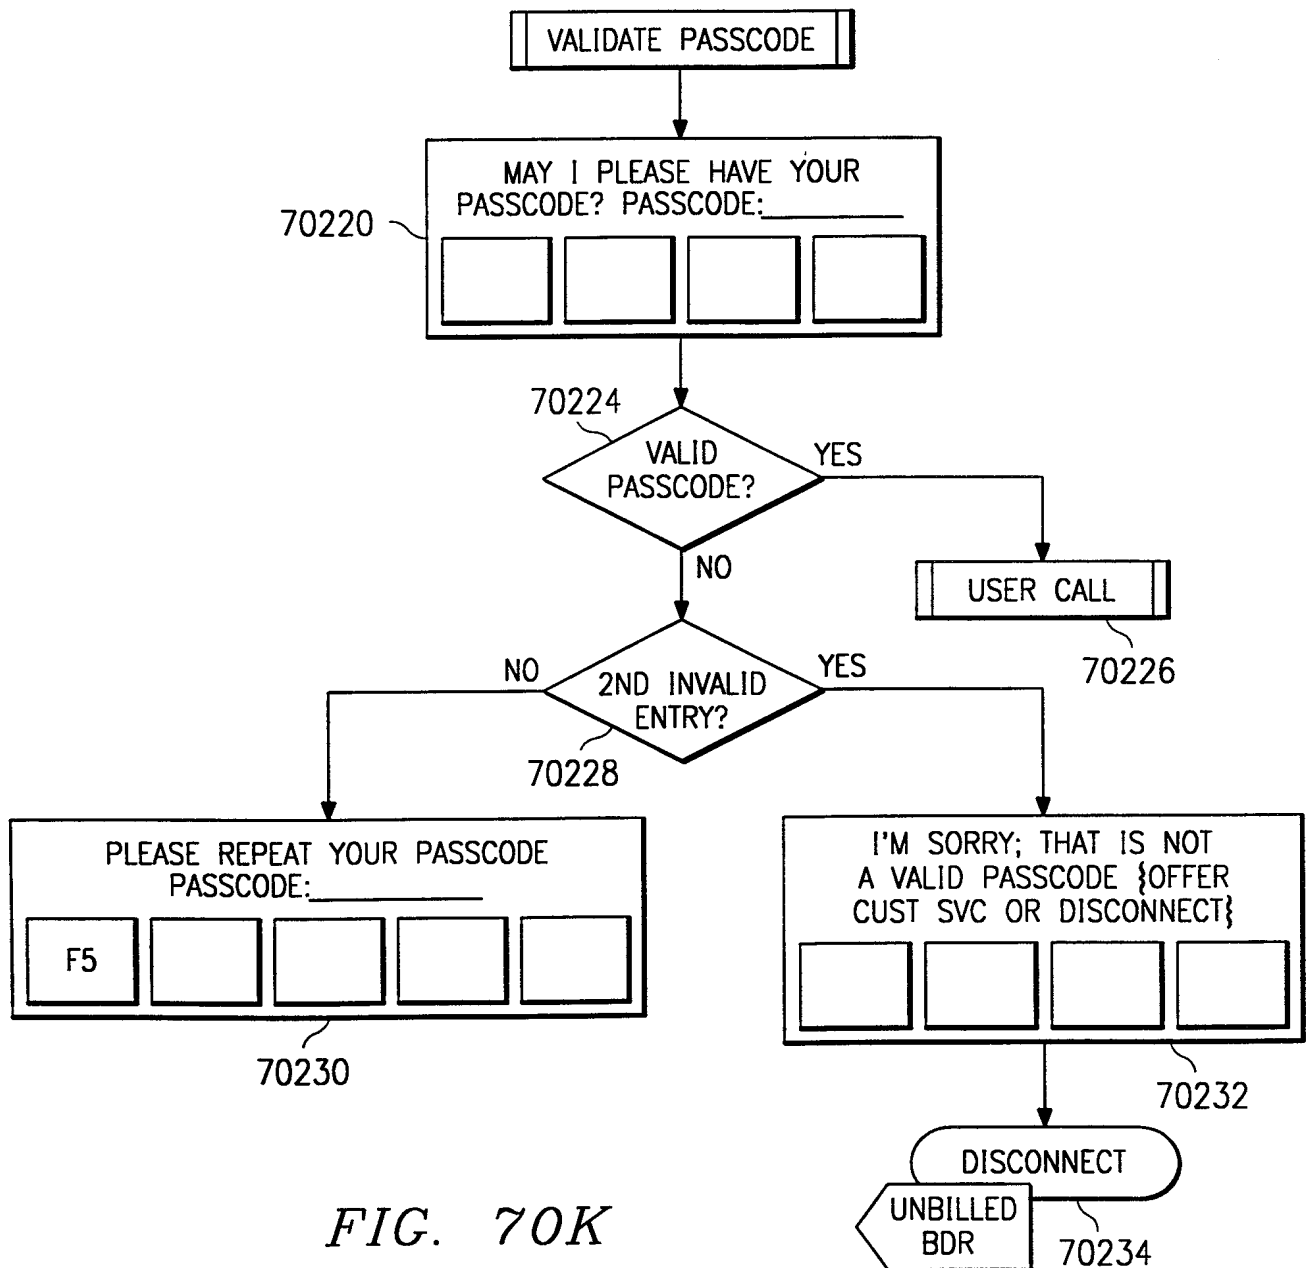 VALIDATE PASSCODE
MAY I PLEASE HAVE YOUR
PASSCODE? PASSCODE:
70220
70224
VALID
PASSCODE?
YES
NO
USER CALL
70226
NO
2ND INVALID
ENTRY?
YES
70228
PLEASE REPEAT YOUR PASSCODE
PASSCODE:
F5
70230
I'M SORRY; THAT IS NOT
A VALID PASSCODE {OFFER
CUST SVC OR DISCONNECT}
70232
DISCONNECT
UNBILLED
BDR
70234
FIG. 70K